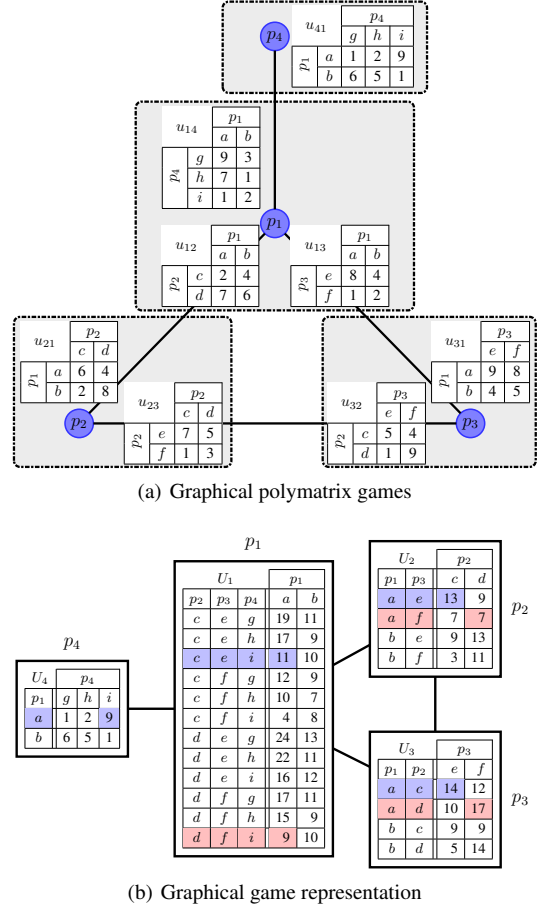 p4
u41 p4
g h i
p1 a 1 2 9
b 6 5 1
u14 p1
a b
p4 g 9 3
h 7 1
i 1 2
p1
u12 p1
a b
p2 c 2 4
d 7 6
u13 p1
a b
p3 e 8 4
f 1 2
u21 p2
c d
p1 a 6 4
b 2 8
p2
u23 p2
c d
p2 e 7 5
f 1 3
u32 p3
e f
p2 c 5 4
d 1 9
u31 p3
e f
p1 a 9 8
b 4 5
p3
(a) Graphical polymatrix games
p4
U4 p4
p1 g h i
a 1 2 9
b 6 5 1
p1
U1 p1
p2 p3 p4 a b
c e g 19 11
c e h 17 9
c e i 11 10
c f g 12 9
c f h 10 7
c f i 4 8
d e g 24 13
d e h 22 11
d e i 16 12
d f g 17 11
d f h 15 9
d f i 9 10
U2 p2
p1 p3 c d
a e 13 9
a f 7 7
b e 9 13
b f 3 11
p2
U3 p3
p1 p2 e f
a c 14 12
a d 10 17
b c 9 9
b d 5 14
p3
(b) Graphical game representation